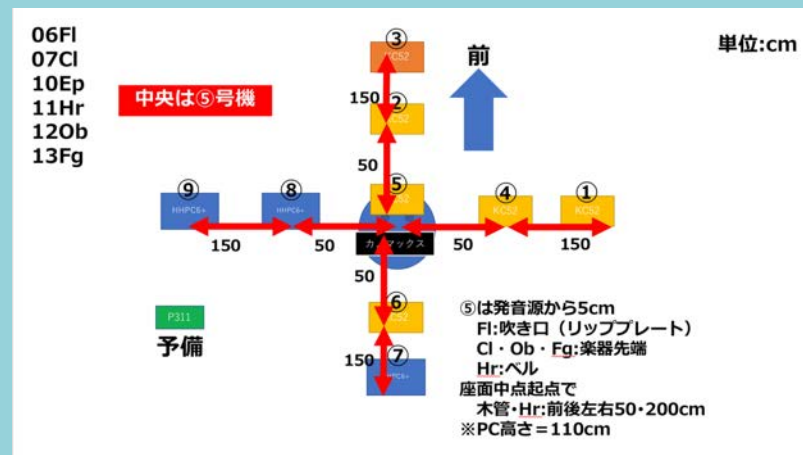 06Fl
07Cl
10Ep
11Hr
12Ob
13Fg
中央は⑤号機
③
前
単位:cm
150
②
50
⑤
⑨
HHPC6+
⑧
HHPC6+
④
KC52
①
KC52
150
50
50
150
50
⑥
P311
予備
150
⑦
⑤は発音源から5cm
Fl:吹き口（リッププレート）
Cl・Ob・Fg:楽器先端
Hr:ベル
座面中点起点で
木管・Hr:前後左右50・200cm
※PC高さ＝110cm